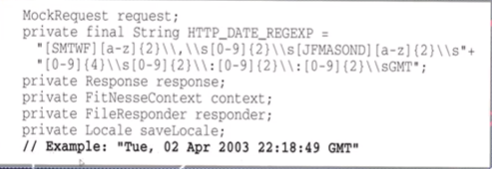 MockRequest request;
private final String HTTP_DATE_REGEXP =
"[SMTWF][a-z]{2}\\,\\s[0-9]{2}\\s[JFMASOND][a-z]{2}\\s"+
"[0-9]{4}\\s[0-9]{2}\\:[0-9]{2}\\:[0-9]{2}\\sGMT";
private Response response;
private FitNesseContext context;
private FileResponder responder;
private Locale saveLocale;
// Example: "Tue, 02 Apr 2003 22:18:49 GMT"